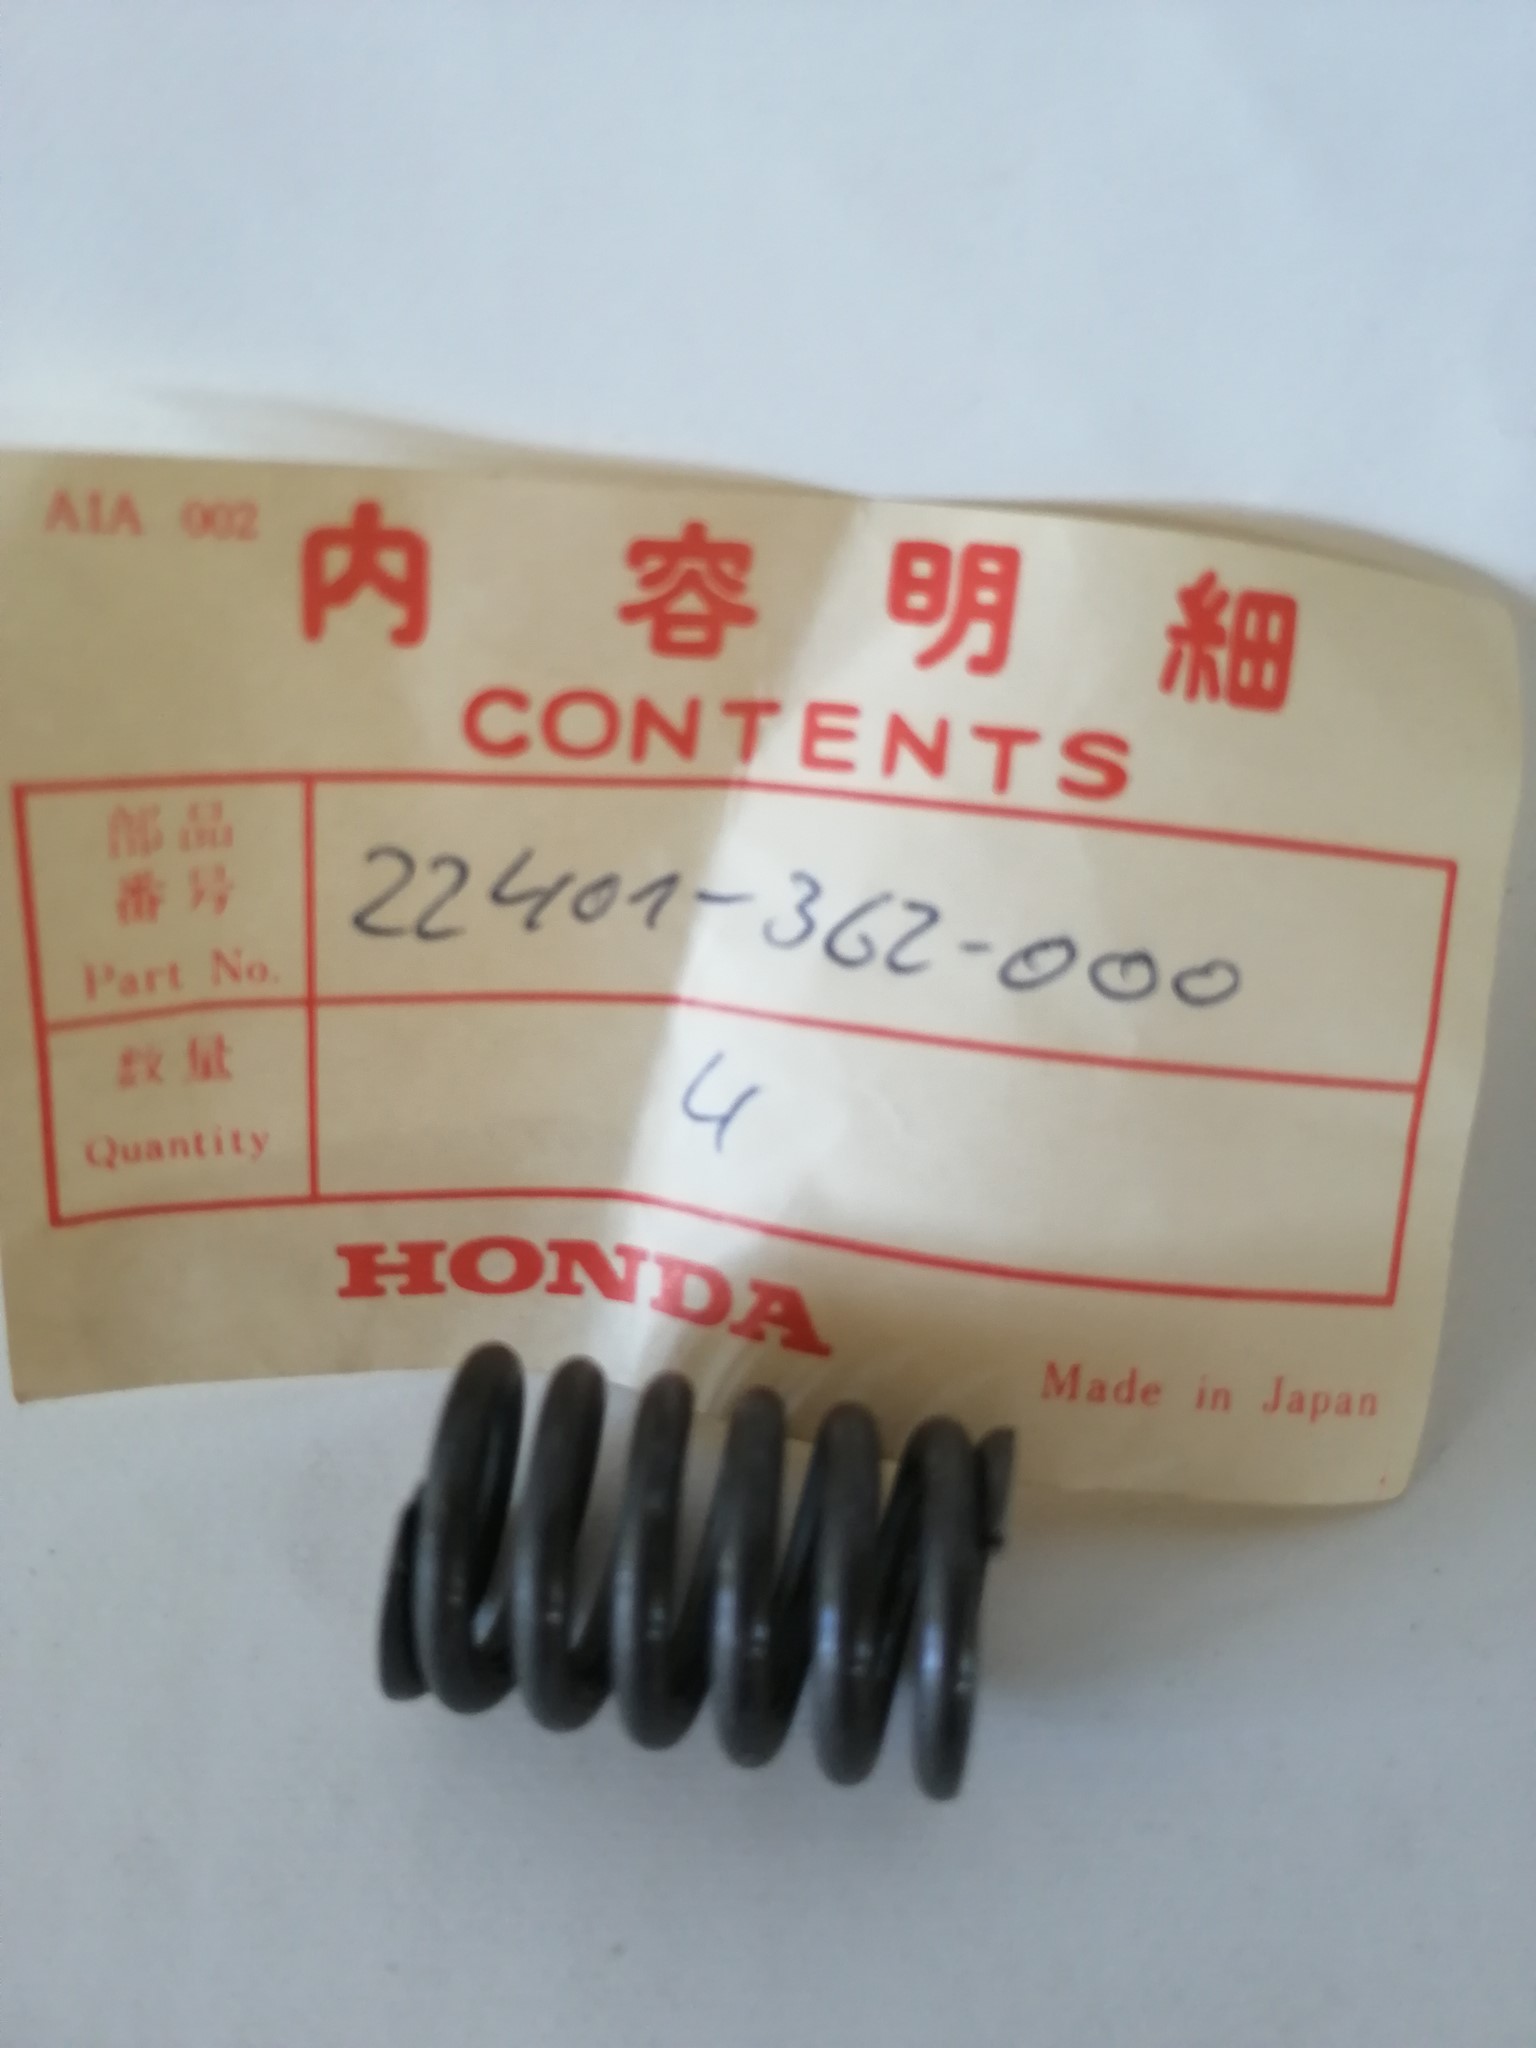 AIA 002
内容明細
CONTENTS
部品
番号
Part No.
22401-362-000
数量
Quantity
4
HONDA
Made in Japan